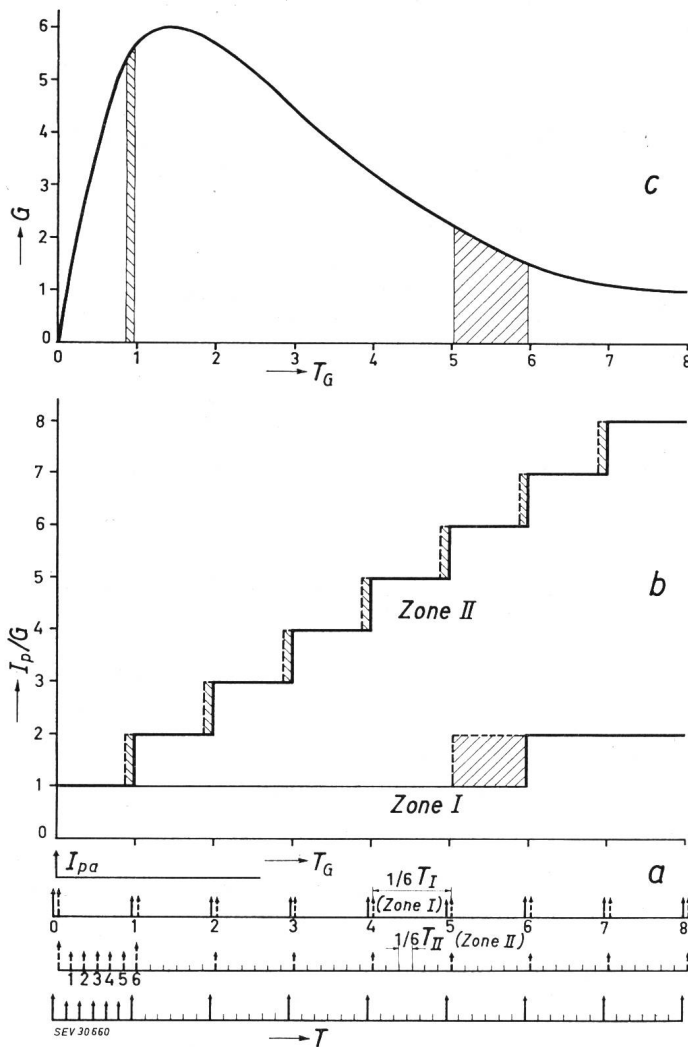 6
5
4
3
2
1
0
→ G
c
0 1 2 3 4 5 6 7 8
→ T_G
8
7
6
5
4
3
2
1
0
→ I_p/G
b
Zone II
Zone I
→ T_G
a
I_pa
1/6 T_I
(Zone I)
0 1 2 3 4 5 6 7 8
1/6 T_II (Zone II)
1 2 3 4 5 6
SEV 30660
→ T